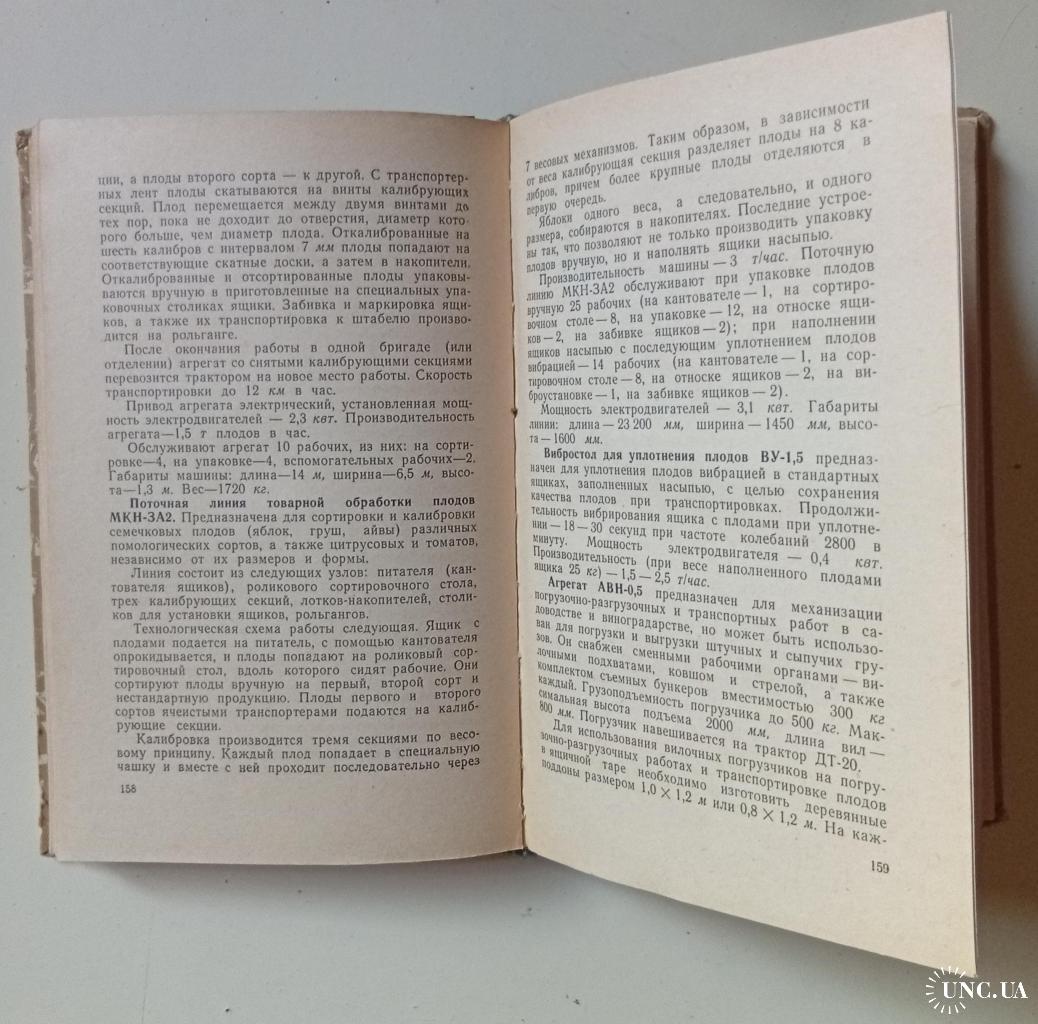 ции, а плоды второго сорта — к другой. С транспортер-
ных лент плоды скатываются на винты калибрующих
секций. Плод перемещается между двумя винтами до
тех пор, пока не доходит до отверстия, диаметр кото-
рого больше, чем диаметр плода. Откалиброванные на
шесть калибров с интервалом 7 мм плоды попадают на
соответствующие скатные доски, а затем в накопители.
Откалиброванные и отсортированные плоды упаковы-
ваются вручную в приготовленные на специальных упа-
ковочных столиках ящики. Забивка и маркировка ящи-
ков, а также их транспортировка к штабелю произво-
дится на рольганге.
После окончания работы в одной бригаде (или
отделении) агрегат со снятыми калибрующими секциями
перевозится трактором на новое место работы. Скорость
транспортировки до 12 км в час.
Привод агрегата электрический, установленная мощ-
ность электродвигателей — 2,3 квт. Производительность
агрегата—1,5 т плодов в час.
Обслуживают агрегат 10 рабочих, из них: на сорти-
ровке—4, на упаковке—4, вспомогательных рабочих—2.
Габариты машины: длина—14 м, ширина—6,5 м, высо-
та—1,3 м. Вес—1720 кг.
Поточная линия товарной обработки плодов
МКН-ЗА2. Предназначена для сортировки и калибровки
семечковых плодов (яблок, груш, айвы) различных
помологических сортов, а также цитрусовых и томатов,
независимо от их размеров и формы.
Линия состоит из следующих узлов: питателя (кан-
тователя ящиков), роликового сортировочного стола,
трех калибрующих секций, лотков-накопителей, столи-
ков для установки ящиков, рольгангов.
Технологическая схема работы следующая. Ящик с
плодами подается на питатель, с помощью кантователя
опрокидывается, и плоды попадают на роликовый сор-
тировочный стол, вдоль которого сидят рабочие. Они
сортируют плоды вручную на первый, второй сорт и
нестандартную продукцию. Плоды первого и второго
сортов ячеистыми транспортерами подаются на калиб-
рующие секции.
Калибровка производится тремя секциями по весо-
вому принципу. Каждый плод попадает в специальную
чашку и вместе с ней проходит последовательно через
158
7 весовых механизмов. Таким образом, в зависимости
от веса калибрующая секция разделяет плоды на 8 ка-
либров, причем более крупные плоды отделяются в
первую очередь.
Яблоки одного веса, а следовательно, и одного
размера, собираются в накопителях. Последние устрое-
ны так, что позволяют не только производить упаковку
плодов вручную, но и наполнять ящики насыпью.
Производительность машины — 3 т/час. Поточную
линию МКН-ЗА2 обслуживают при упаковке плодов
вручную 25 рабочих (на кантователе — 1, на сортиро-
вочном столе — 8, на упаковке — 12, на относке ящи-
ков — 2, на забивке ящиков — 2); при наполнении
ящиков насыпью с последующим уплотнением плодов
вибрацией — 14 рабочих (на кантователе — 1, на сор-
тировочном столе — 8, на относке ящиков — 2, на ви-
броустановке — 1, на забивке ящиков — 2).
Мощность электродвигателей — 3,1 квт. Габариты
линии: длина — 23 200 мм, ширина — 1450 мм, высо-
та — 1600 мм.
Вибростол для уплотнения плодов ВУ-1,5 предназ-
начен для уплотнения плодов вибрацией в стандартных
ящиках, заполненных насыпью, с целью сохранения
качества плодов при транспортировках. Продолжи-
тельность вибрирования ящика с плодами при уплотне-
нии — 18 — 30 секунд при частоте колебаний 2800 в
минуту. Мощность электродвигателя — 0,4 квт.
Производительность (при весе наполненного плодами
ящика 25 кг) — 1,5 — 2,5 т/час.
Агрегат АВН-0,5 предназначен для механизации
погрузочно-разгрузочных и транспортных работ в са-
доводстве и виноградарстве, но может быть использо-
ван для погрузки и выгрузки штучных и сыпучих гру-
зов. Он снабжен сменными рабочими органами — ви-
лочными подхватами, ковшом и стрелой, а также
комплектом съемных бункеров вместимостью 300 кг
каждый. Грузоподъемность погрузчика до 500 кг. Мак-
симальная высота подъема 2000 мм, длина вил —
800 мм. Погрузчик навешивается на трактор ДТ-20.
Для использования вилочных погрузчиков на погру-
зочно-разгрузочных работах и транспортировке плодов
в ящичной таре необходимо изготовить деревянные
поддоны размером 1,0 × 1,2 м или 0,8 × 1,2 м. На каж-
159
UNC.UA